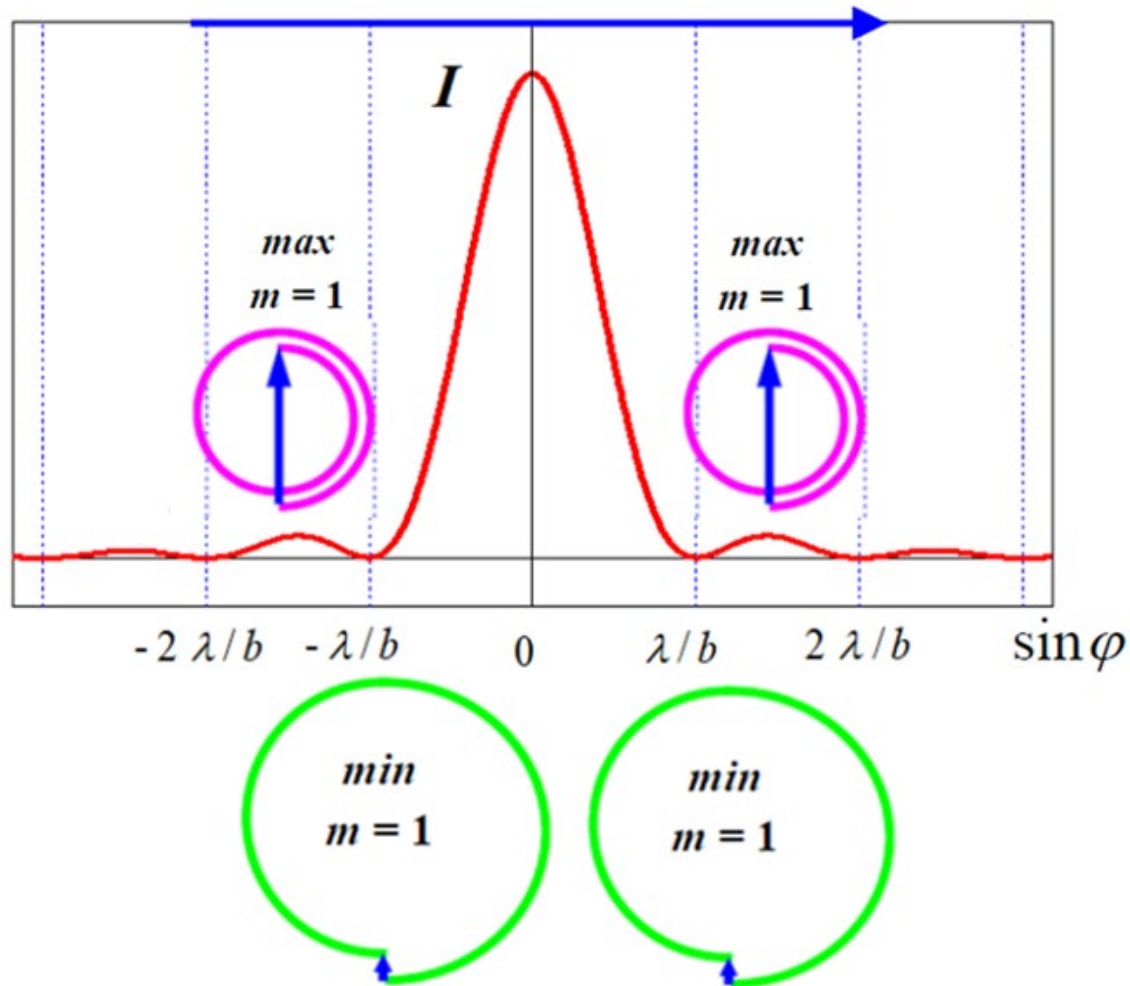 I
max
m = 1
max
m = 1
-2 λ/b -λ/b 0 λ/b 2 λ/b sinφ
min
m = 1
min
m = 1